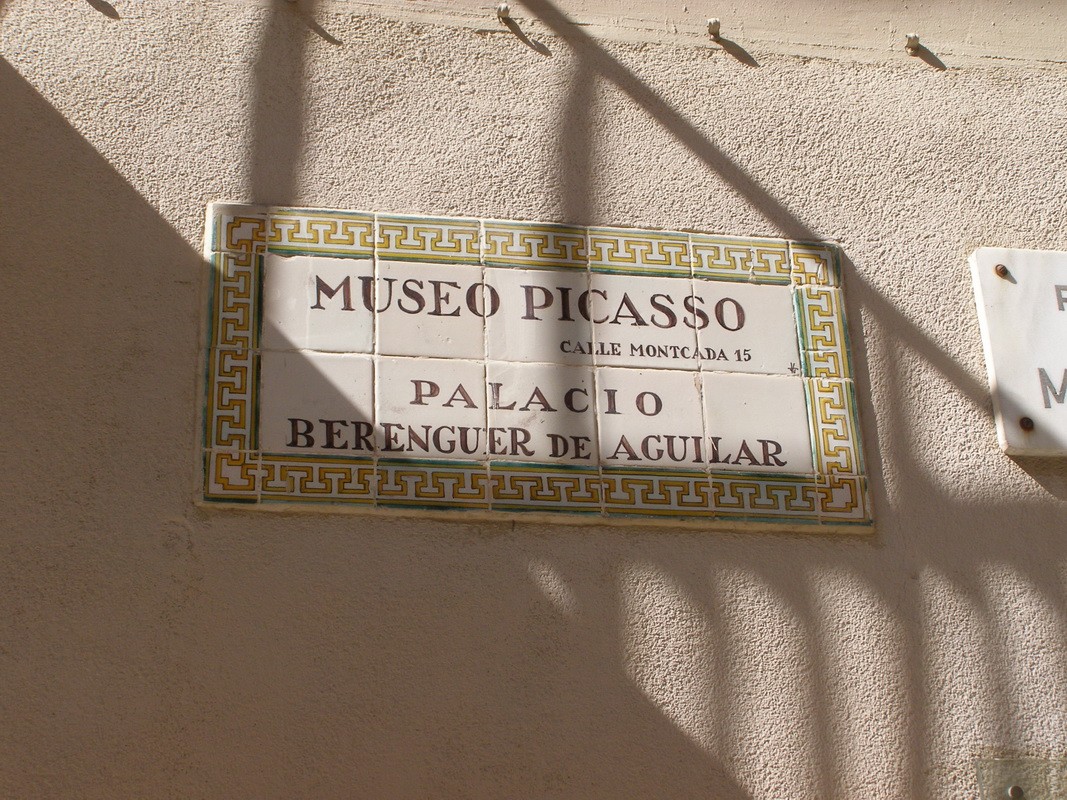 MUSEO PICASSO
CALLE MONTCADA 15
PALACIO
BERENGUER DE AGUILAR